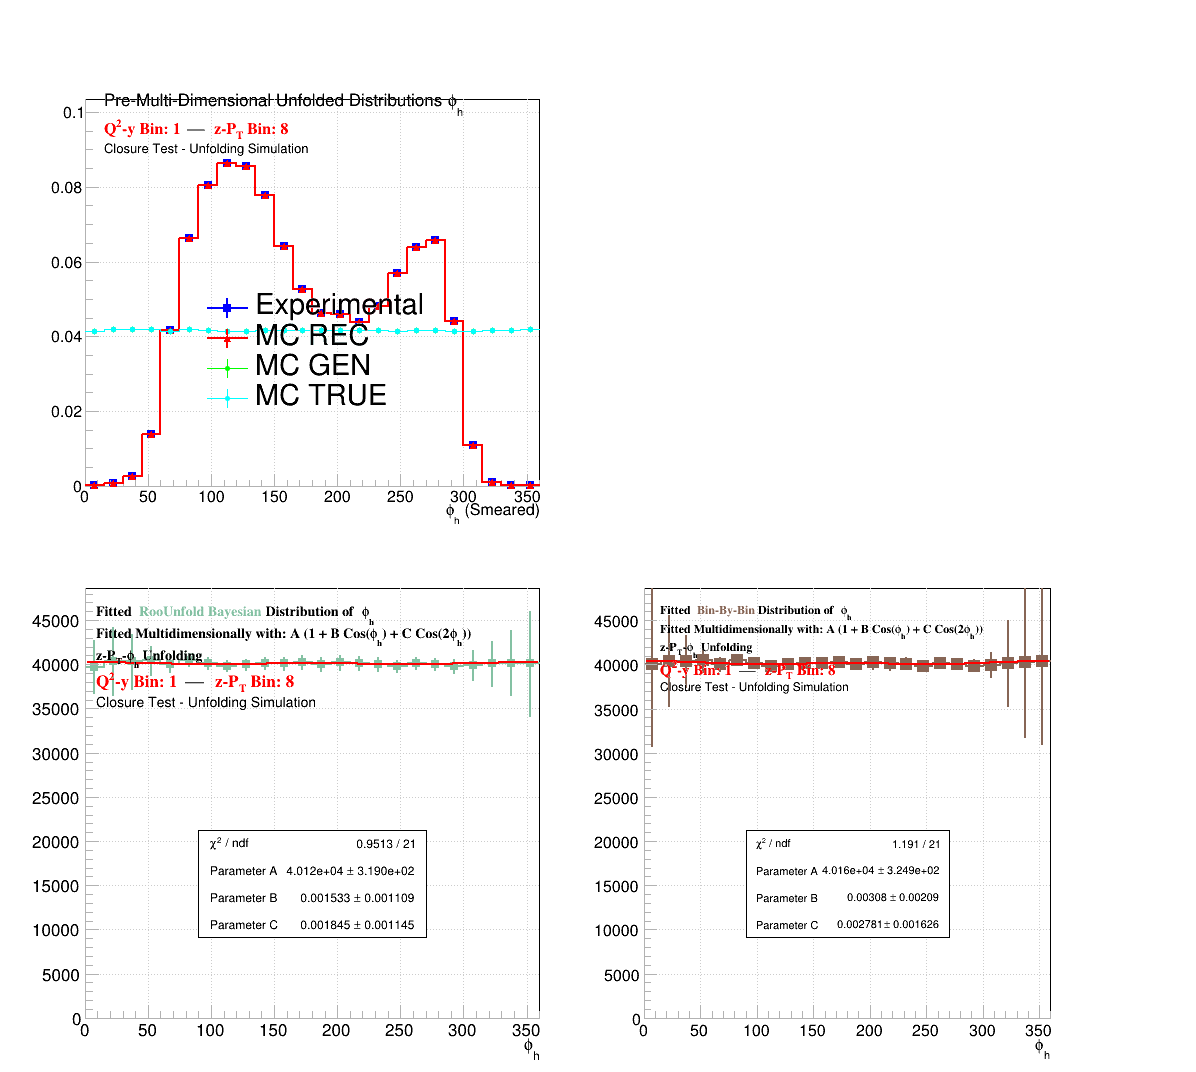 Pre-Multi-Dimensional Unfolded Distributions ϕh
Q2-y Bin: 1 — z-PT Bin: 8
Closure Test - Unfolding Simulation
0.1
0.08
0.06
0.04
0.02
0
Experimental
MC REC
MC GEN
MC TRUE
0 50 100 150 200 250 300 350
ϕh (Smeared)
Fitted RooUnfold Bayesian Distribution of ϕh
Fitted Multidimensionally with: A (1 + B Cos(ϕh) + C Cos(2ϕh))
z-PT-ϕh Unfolding
Q2-y Bin: 1 — z-PT Bin: 8
Closure Test - Unfolding Simulation
45000
40000
35000
30000
25000
20000
15000
10000
5000
0
χ2 / ndf 0.9513 / 21
Parameter A 4.012e+04 ± 3.190e+02
Parameter B 0.001533 ± 0.001109
Parameter C 0.001845 ± 0.001145
0 50 100 150 200 250 300 350
ϕh
Fitted Bin-By-Bin Distribution of ϕh
Fitted Multidimensionally with: A (1 + B Cos(ϕh) + C Cos(2ϕh))
z-PT-ϕh Unfolding
Q2-y Bin: 1 — z-PT Bin: 8
Closure Test - Unfolding Simulation
45000
40000
35000
30000
25000
20000
15000
10000
5000
0
χ2 / ndf 1.191 / 21
Parameter A 4.016e+04 ± 3.249e+02
Parameter B 0.00308 ± 0.00209
Parameter C 0.002781 ± 0.001626
0 50 100 150 200 250 300 350
ϕh